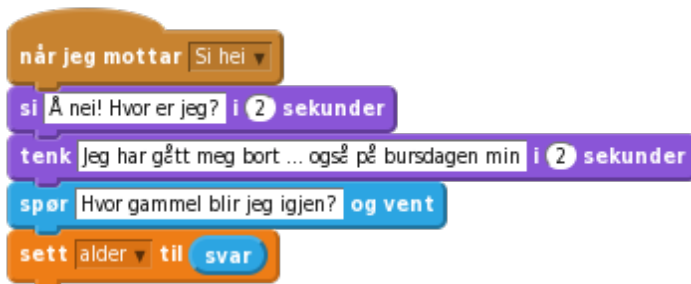 når jeg mottar Si hei
si Å nei! Hvor er jeg? i 2 sekunder
tenk Jeg har gått meg bort ... også på bursdagen min i 2 sekunder
spør Hvor gammel blir jeg igjen? og vent
sett alder til svar